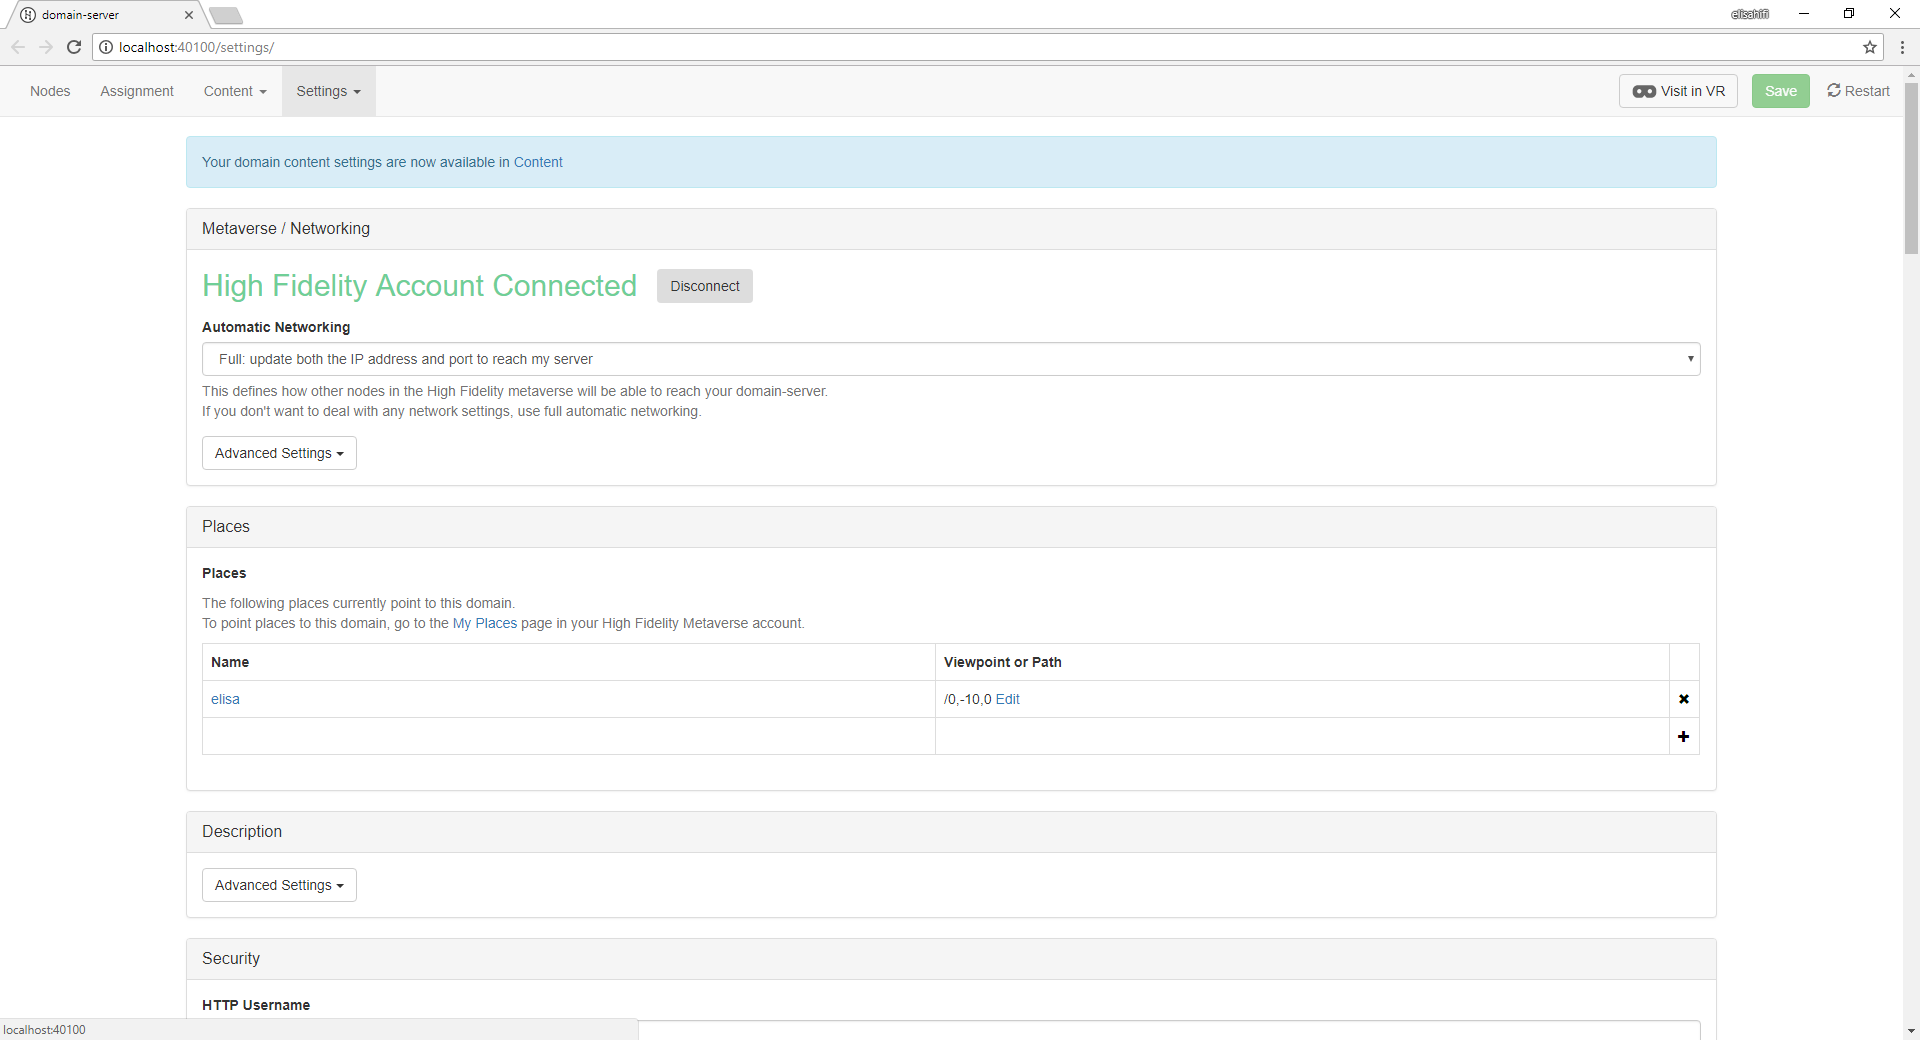 domain-server
elisahifi
localhost:40100/settings/
Nodes
Assignment
Content
Settings
Visit in VR
Save
Restart
Your domain content settings are now available in Content
Metaverse / Networking
High Fidelity Account Connected
Disconnect
Automatic Networking
Full: update both the IP address and port to reach my server
This defines how other nodes in the High Fidelity metaverse will be able to reach your domain-server.
If you don't want to deal with any network settings, use full automatic networking.
Advanced Settings
Places
Places
The following places currently point to this domain.
To point places to this domain, go to the My Places page in your High Fidelity Metaverse account.
Name
Viewpoint or Path
elisa
/0,-10,0 Edit
Description
Advanced Settings
Security
HTTP Username
localhost:40100